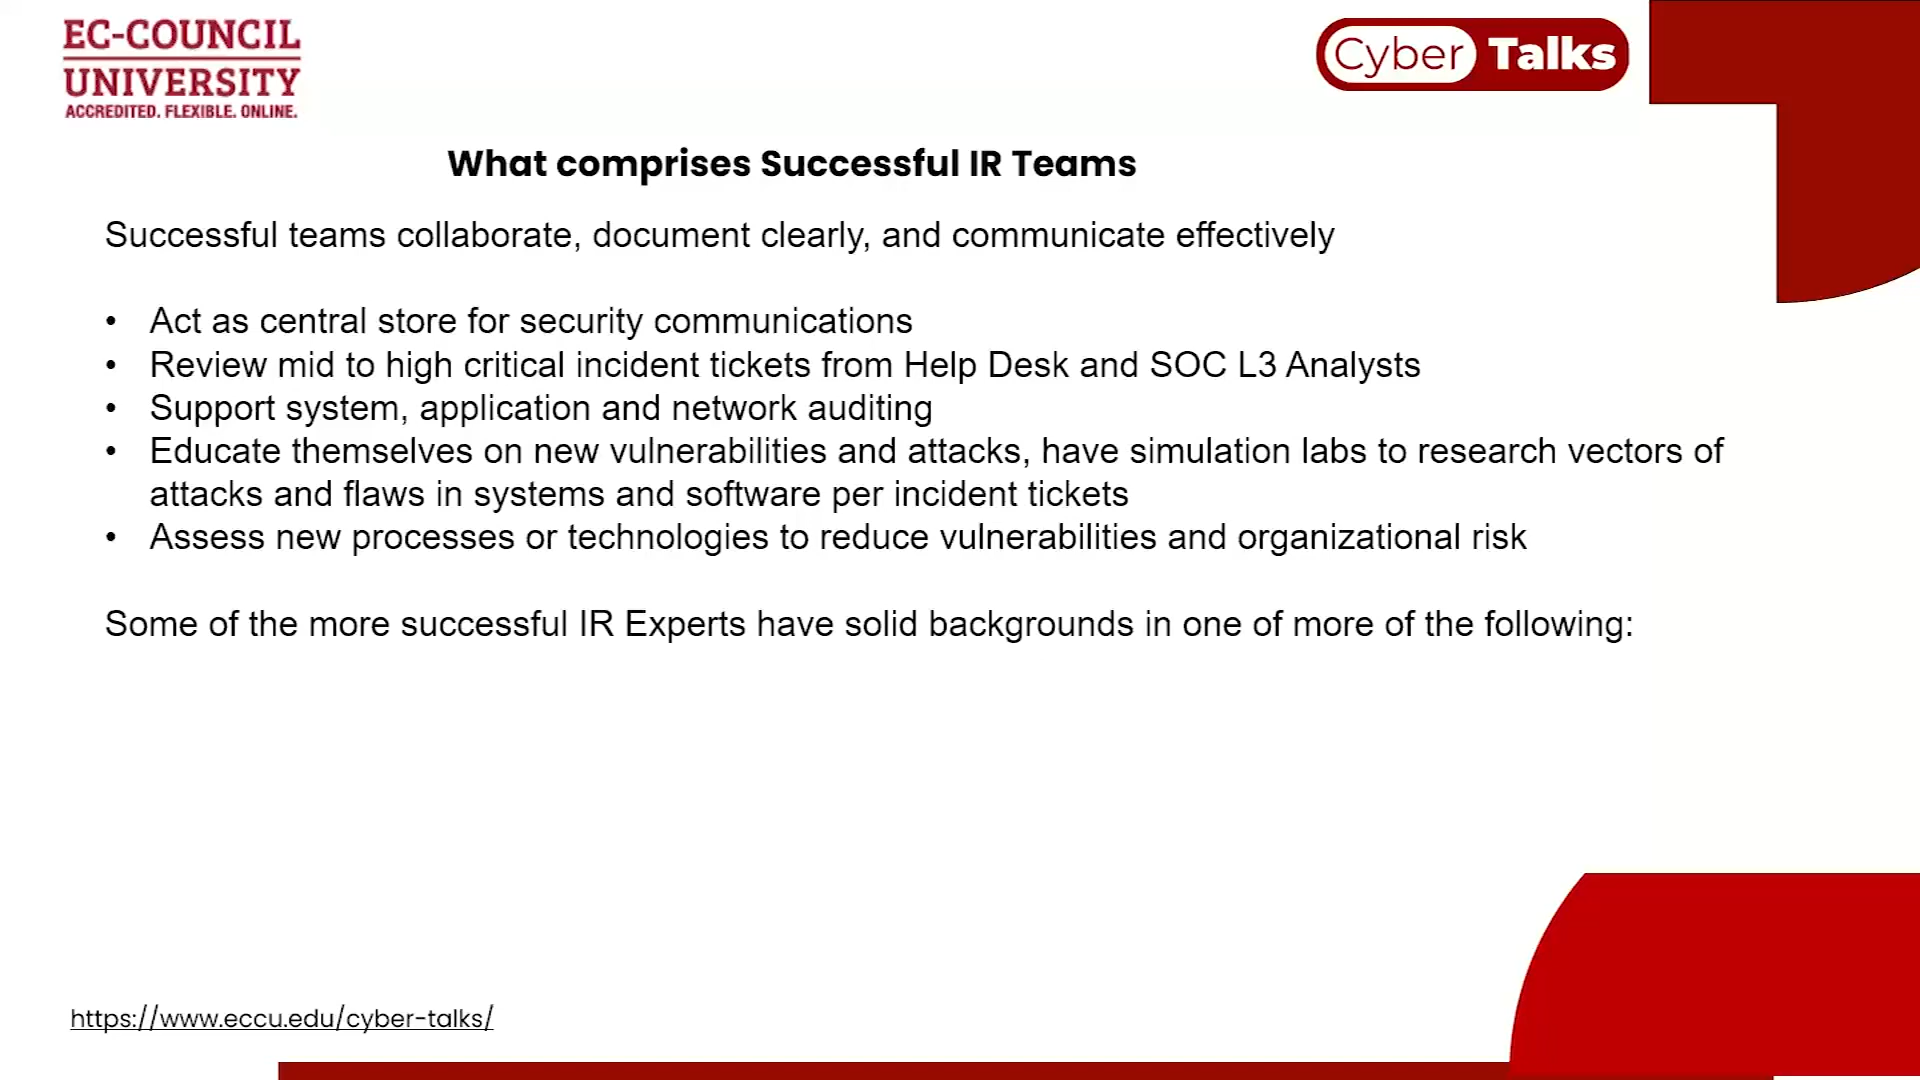 EC-COUNCIL
UNIVERSITY
ACCREDITED. FLEXIBLE. ONLINE.
Cyber Talks
What comprises Successful IR Teams
Successful teams collaborate, document clearly, and communicate effectively
• Act as central store for security communications
• Review mid to high critical incident tickets from Help Desk and SOC L3 Analysts
• Support system, application and network auditing
• Educate themselves on new vulnerabilities and attacks, have simulation labs to research vectors of
attacks and flaws in systems and software per incident tickets
• Assess new processes or technologies to reduce vulnerabilities and organizational risk
Some of the more successful IR Experts have solid backgrounds in one of more of the following:
https://www.eccu.edu/cyber-talks/